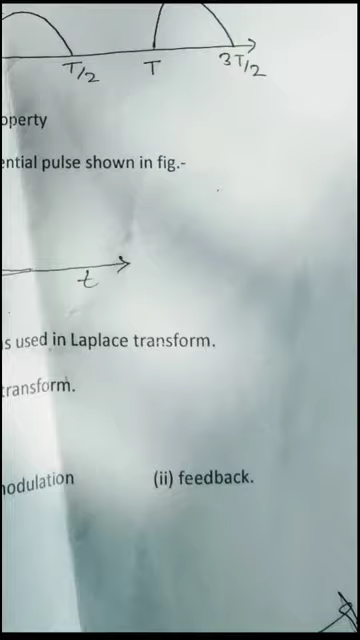 T/2 T 3T/2
operty
ential pulse shown in fig.-
t
s used in Laplace transform.
transform.
nodulation (ii) feedback.